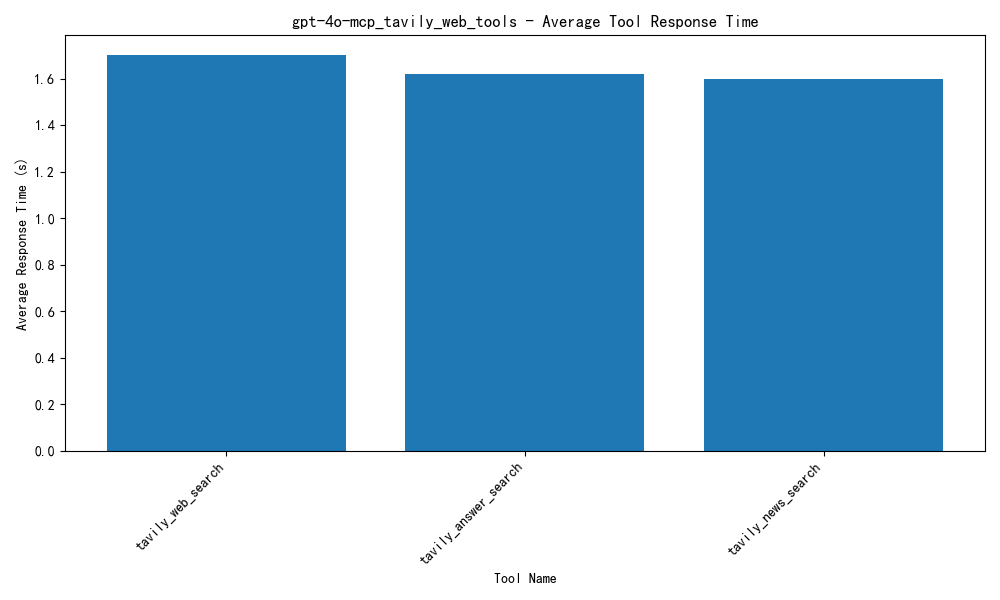 gpt-4o-mcp_tavily_web_tools - Average Tool Response Time
Average Response Time (s)
1.6
1.4
1.2
1.0
0.8
0.6
0.4
0.2
0.0
tavily_web_search
tavily_answer_search
tavily_news_search
Tool Name